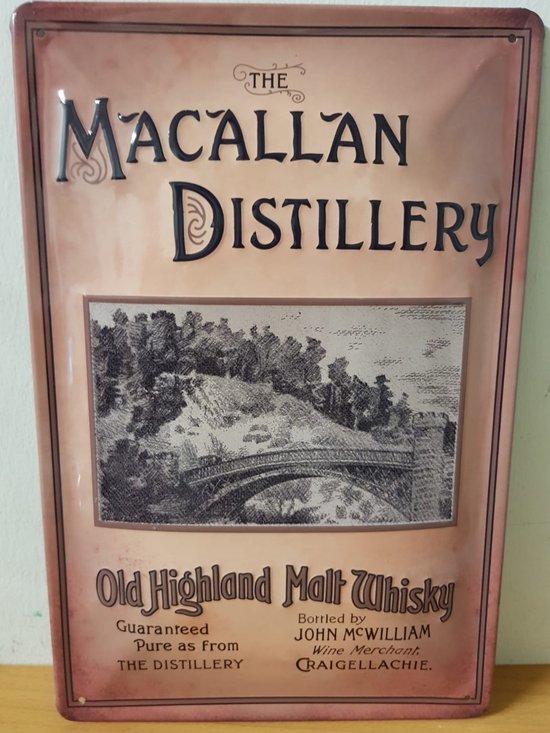 THE
MACALLAN
DISTILLERY
Old Highland Malt Whisky
Guaranteed
Pure as from
THE DISTILLERY
Bottled by
JOHN McWILLIAM
Wine Merchant,
CRAIGELLACHIE.